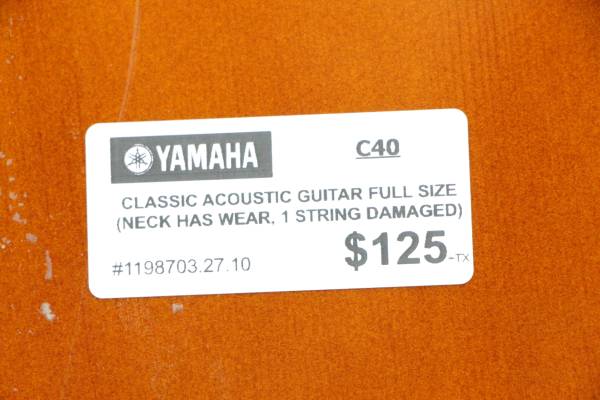 YAMAHA C40
CLASSIC ACOUSTIC GUITAR FULL SIZE
(NECK HAS WEAR, 1 STRING DAMAGED)
#1198703.27.10 $125-TX